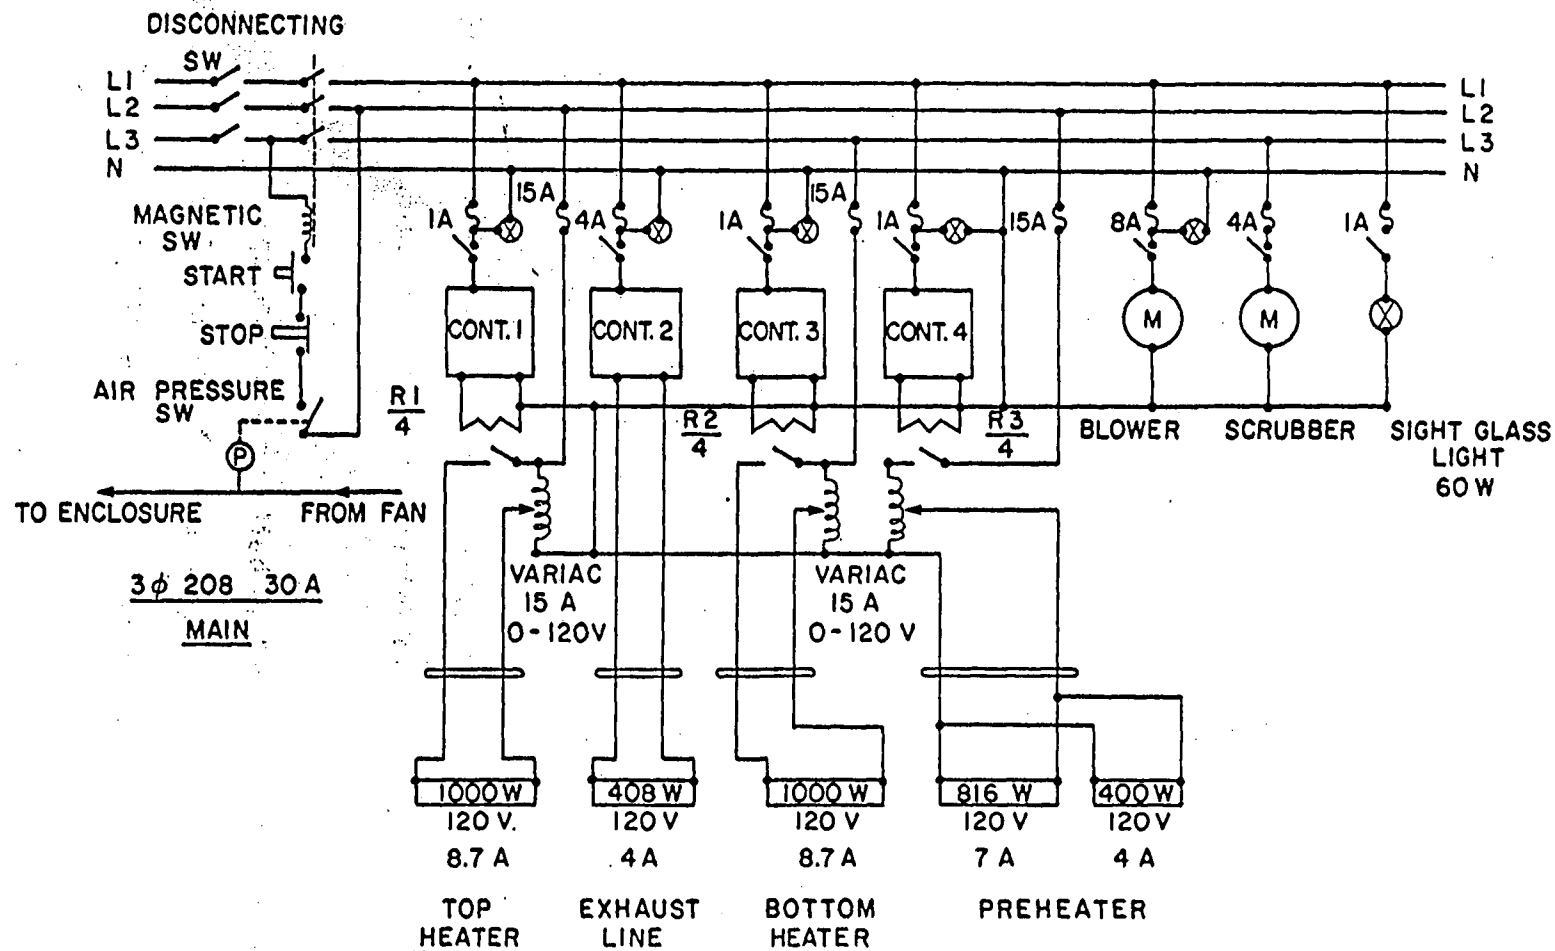 DISCONNECTING
SW
L1
L2
L3
N
L1
L2
L3
N
MAGNETIC
SW
START
STOP
AIR PRESSURE
SW
P
TO ENCLOSURE
FROM FAN
3φ 208 30 A
MAIN
1A
15A
4A
1A
15A
1A
15A
8A
4A
1A
CONT. 1
CONT. 2
CONT. 3
CONT. 4
M
M
R1
4
R2
4
R3
4
BLOWER
SCRUBBER
SIGHT GLASS
LIGHT
60 W
VARIAC
15 A
0-120V
VARIAC
15 A
0-120 V
1000 W
120 V.
8.7 A
TOP
HEATER
408 W
120 V
4 A
EXHAUST
LINE
1000 W
120 V
8.7 A
BOTTOM
HEATER
816 W
120 V
7 A
400 W
120 V
4 A
PREHEATER